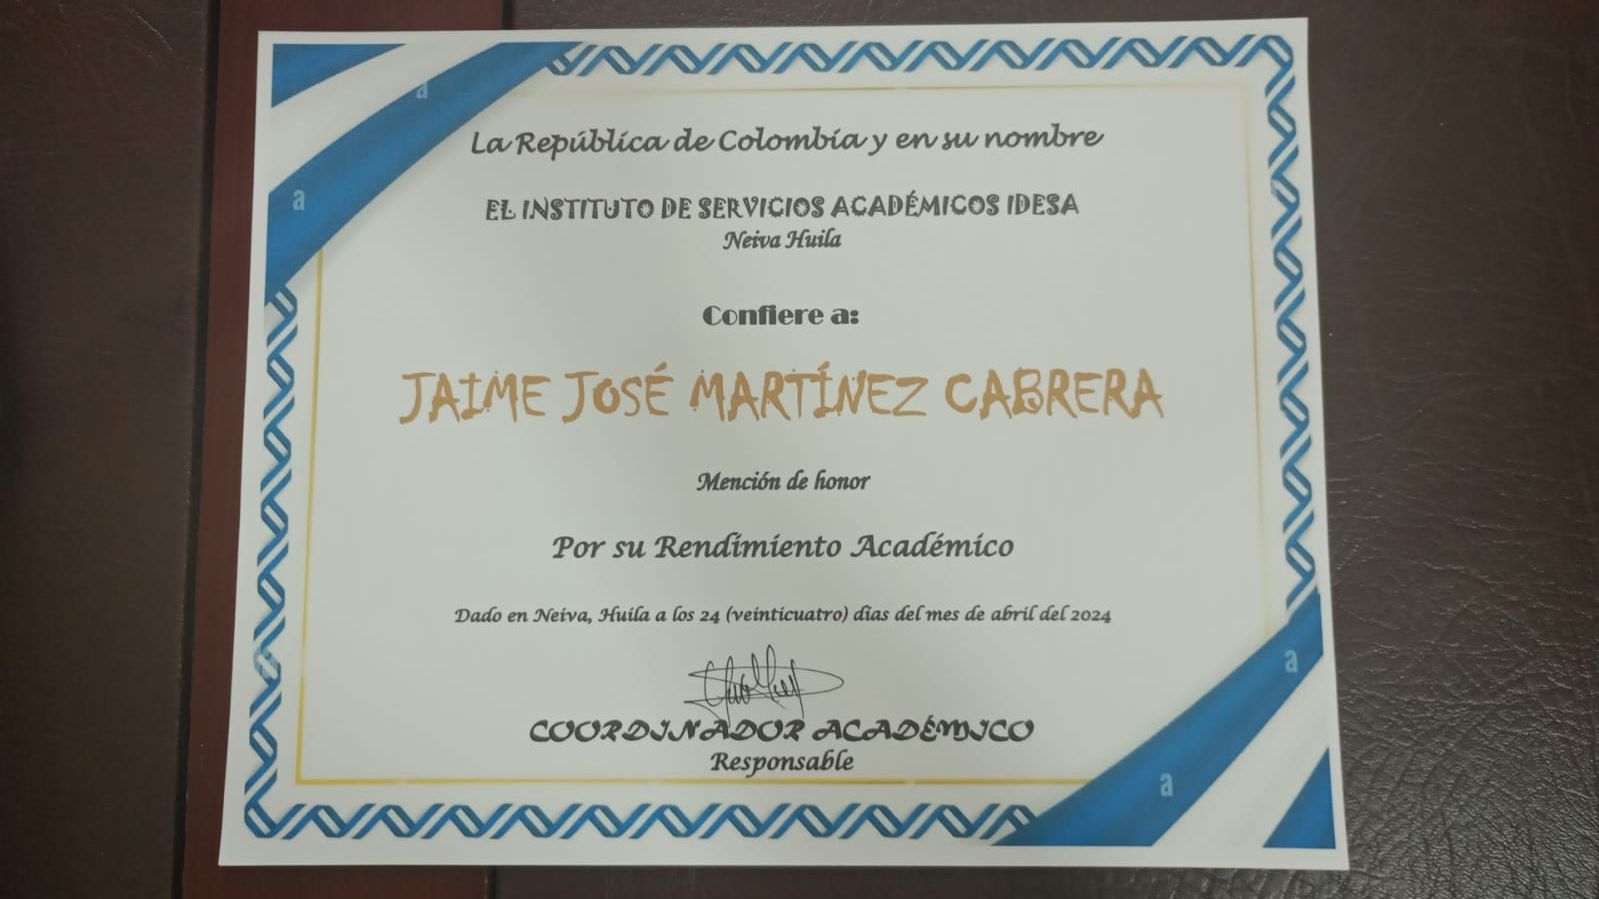 La República de Colombia y en su nombre
EL INSTITUTO DE SERVICIOS ACADÉMICOS IDESA
Neiva Huila
Confiere a:
JAIME JOSÉ MARTÍNEZ CABRERA
Mención de honor
Por su Rendimiento Académico
Dado en Neiva, Huila a los 24 (veinticuatro) días del mes de abril del 2024
COORDINADOR ACADÉMICO
Responsable
a
a
a
a